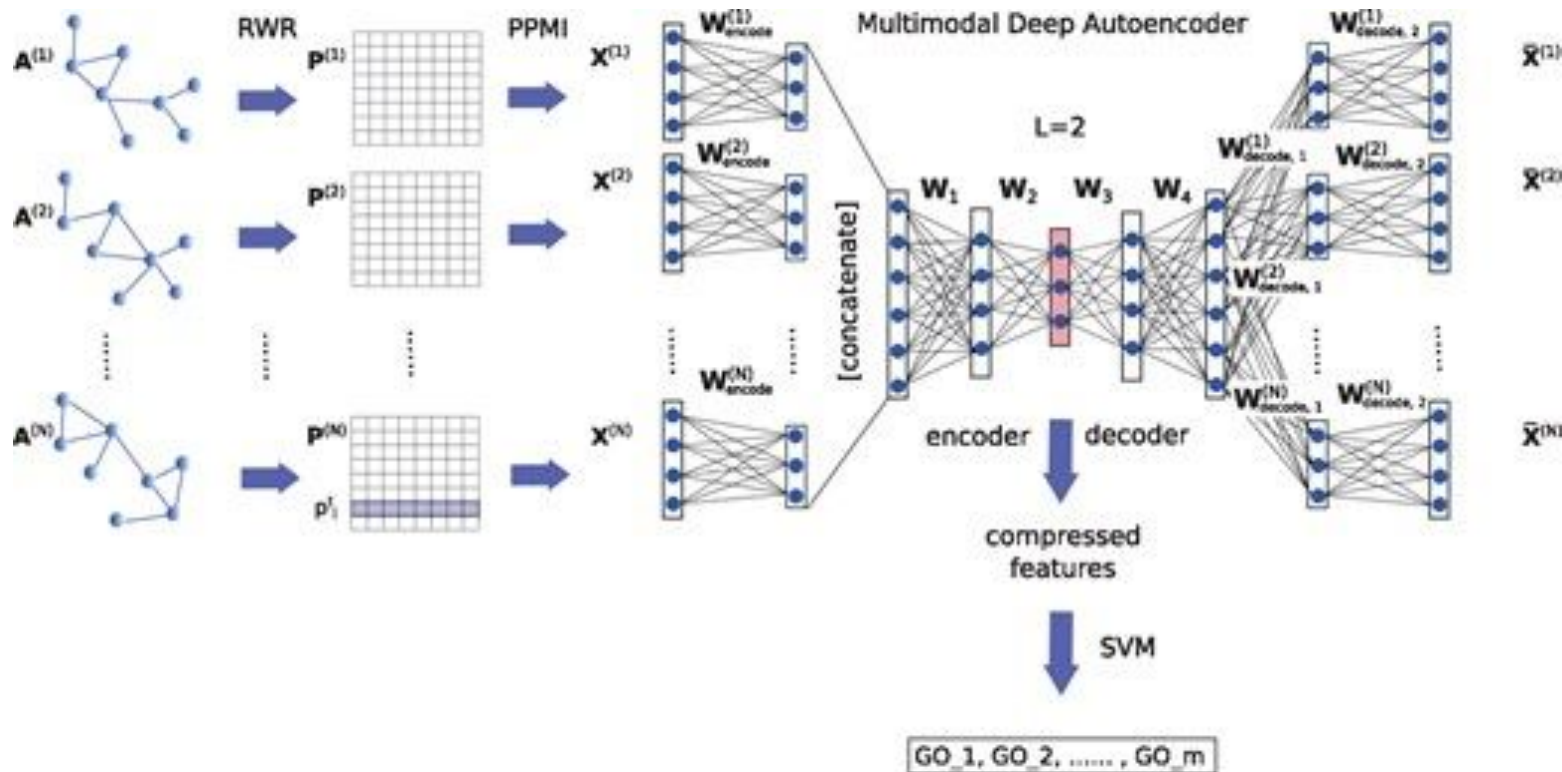 RWR PPMI Multimodal Deep Autoencoder
A(1) P(1) X(1) W(1)encode W(1)decode, 2 X̄(1)
L=2
A(2) P(2) X(2) W(2)encode W(1)decode, 1 W(2)decode, 2 X̄(2)
[concatenate] W1 W2 W3 W4
W(2)decode, 1
...... ...... ...... ...... ...... ...... ......
A(N) P(N) X(N) W(N)encode W(N)decode, 1 W(N)decode, 2 X̄(N)
encoder decoder
compressed
features
SVM
GO_1, GO_2, ...... , GO_m